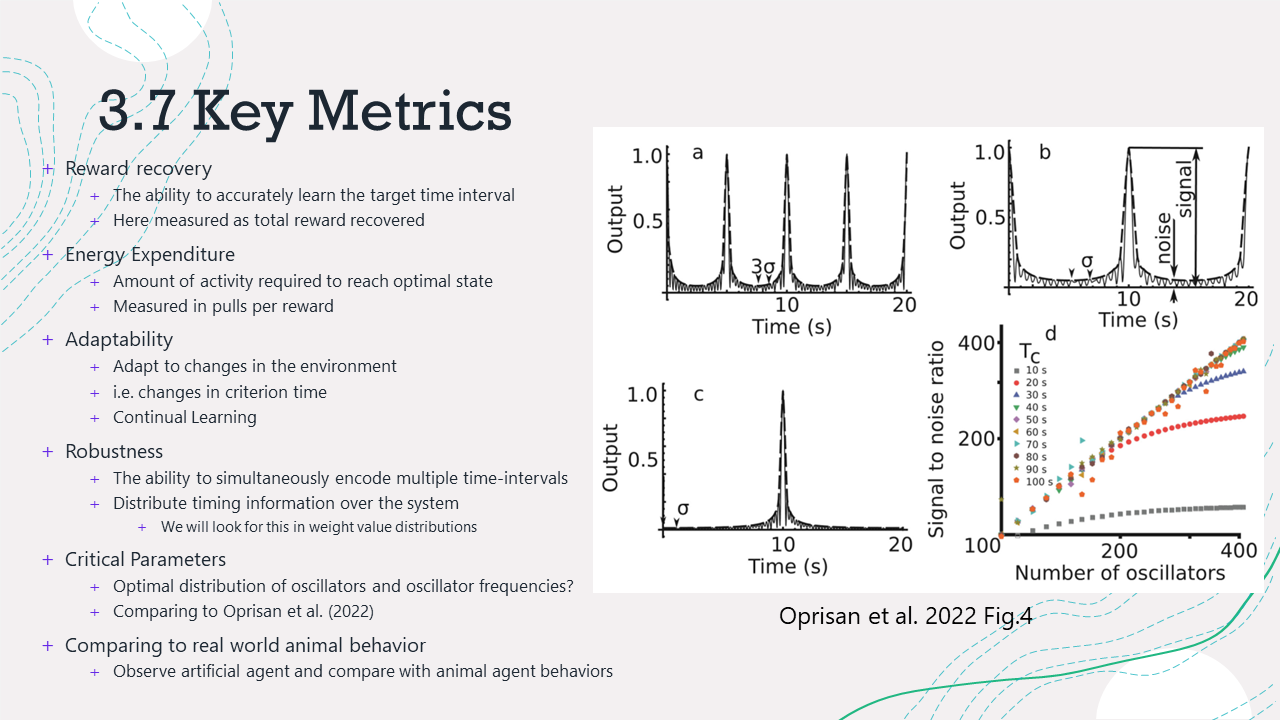 3.7 Key Metrics
+ Reward recovery
+ The ability to accurately learn the target time interval
+ Here measured as total reward recovered
+ Energy Expenditure
+ Amount of activity required to reach optimal state
+ Measured in pulls per reward
+ Adaptability
+ Adapt to changes in the environment
+ i.e. changes in criterion time
+ Continual Learning
+ Robustness
+ The ability to simultaneously encode multiple time-intervals
+ Distribute timing information over the system
+ We will look for this in weight value distributions
+ Critical Parameters
+ Optimal distribution of oscillators and oscillator frequencies?
+ Comparing to Oprisan et al. (2022)
+ Comparing to real world animal behavior
+ Observe artificial agent and compare with animal agent behaviors
a
1.0
0.5
Output
3σ
10
20
Time (s)
b
1.0
0.5
Output
σ
noise
signal
10
20
Time (s)
c
1.0
0.5
Output
σ
10
20
Time (s)
d
400
200
100
Signal to noise ratio
Tc
10 s
20 s
30 s
40 s
50 s
60 s
70 s
80 s
90 s
100 s
200
400
Number of oscillators
Oprisan et al. 2022 Fig.4